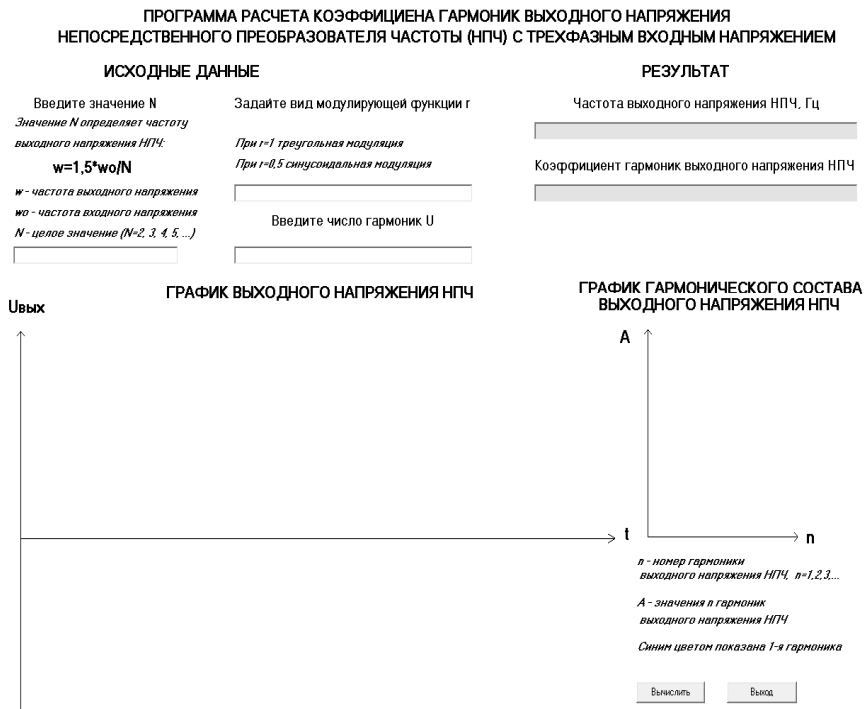 ПРОГРАММА РАСЧЕТА КОЭФФИЦИЕНА ГАРМОНИК ВЫХОДНОГО НАПРЯЖЕНИЯ
НЕПОСРЕДСТВЕННОГО ПРЕОБРАЗОВАТЕЛЯ ЧАСТОТЫ (НПЧ) С ТРЕХФАЗНЫМ ВХОДНЫМ НАПРЯЖЕНИЕМ
ИСХОДНЫЕ ДАННЫЕ
Введите значение N
Значение N определяет частоту
выходного напряжения НПЧ:
w=1,5*wo/N
w - частота выходного напряжения
wo - частота входного напряжения
N - целое значение (N=2, 3, 4, 5, ...)
Задайте вид модулирующей функции r
При r=1 треугольная модуляция
При r=0,5 синусоидальная модуляция
Введите число гармоник U
РЕЗУЛЬТАТ
Частота выходного напряжения НПЧ, Гц
Коэффициент гармоник выходного напряжения НПЧ
ГРАФИК ВЫХОДНОГО НАПРЯЖЕНИЯ НПЧ
Uвых
t
ГРАФИК ГАРМОНИЧЕСКОГО СОСТАВА
ВЫХОДНОГО НАПРЯЖЕНИЯ НПЧ
A
n
n - номер гармоники
выходного напряжения НПЧ, n=1,2,3,...
A - значения n гармоник
выходного напряжения НПЧ
Синим цветом показана 1-я гармоника
Вычислить
Выход